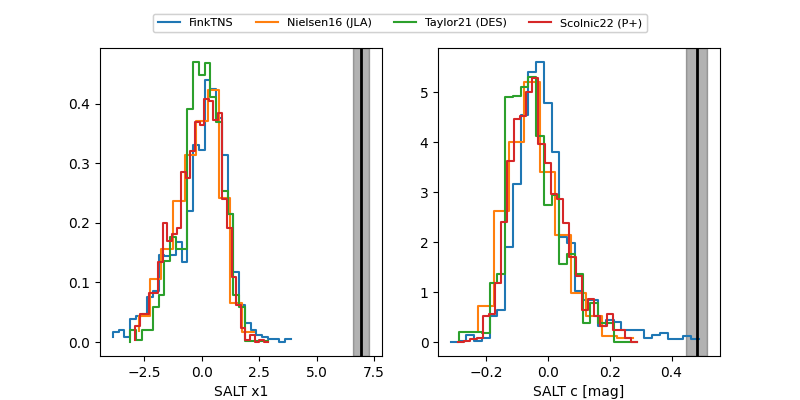 FinkTNS Nielsen16 (JLA) Taylor21 (DES) Scolnic22 (P+)
0.4
0.3
0.2
0.1
0.0
−2.5 0.0 2.5 5.0 7.5
SALT x1
5
4
3
2
1
0
−0.2 0.0 0.2 0.4
SALT c [mag]